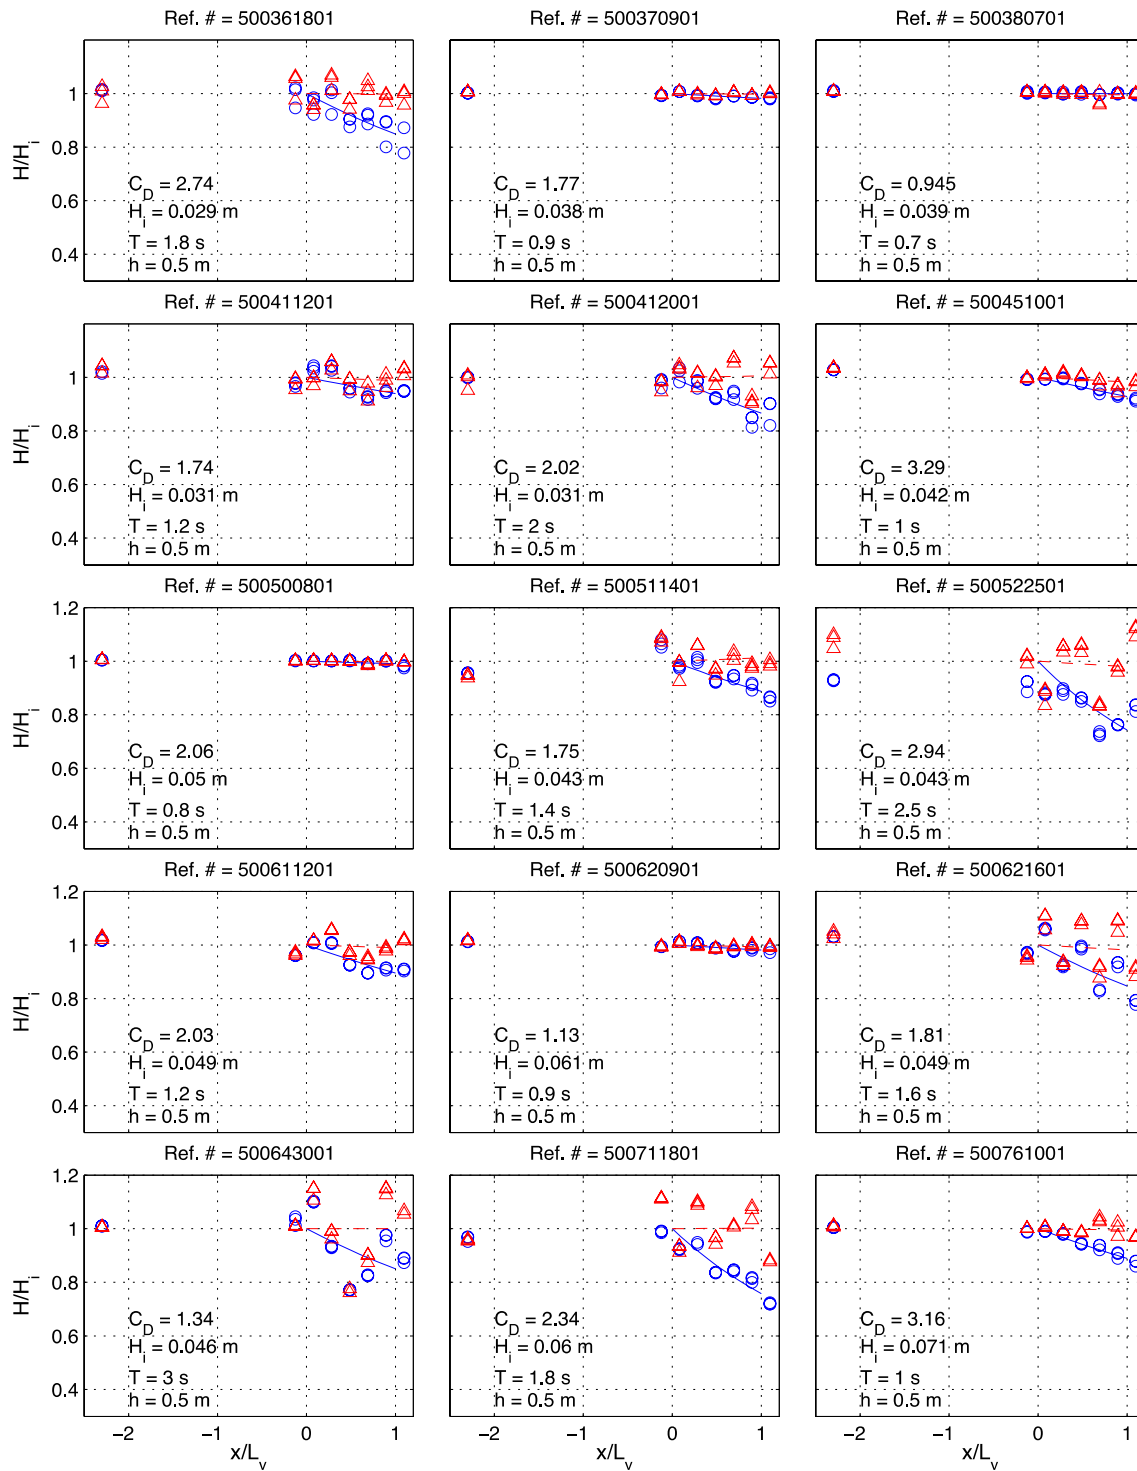 Ref. # = 500361801
Ref. # = 500370901
Ref. # = 500380701
1
0.8
0.6
0.4
H/H_i
C_D = 2.74
H_i = 0.029 m
T = 1.8 s
h = 0.5 m
C_D = 1.77
H_i = 0.038 m
T = 0.9 s
h = 0.5 m
C_D = 0.945
H_i = 0.039 m
T = 0.7 s
h = 0.5 m
Ref. # = 500411201
Ref. # = 500412001
Ref. # = 500451001
1
0.8
0.6
0.4
H/H_i
C_D = 1.74
H_i = 0.031 m
T = 1.2 s
h = 0.5 m
C_D = 2.02
H_i = 0.031 m
T = 2 s
h = 0.5 m
C_D = 3.29
H_i = 0.042 m
T = 1 s
h = 0.5 m
Ref. # = 500500801
Ref. # = 500511401
Ref. # = 500522501
1.2
1
0.8
0.6
0.4
H/H_i
C_D = 2.06
H_i = 0.05 m
T = 0.8 s
h = 0.5 m
C_D = 1.75
H_i = 0.043 m
T = 1.4 s
h = 0.5 m
C_D = 2.94
H_i = 0.043 m
T = 2.5 s
h = 0.5 m
Ref. # = 500611201
Ref. # = 500620901
Ref. # = 500621601
1.2
1
0.8
0.6
0.4
H/H_i
C_D = 2.03
H_i = 0.049 m
T = 1.2 s
h = 0.5 m
C_D = 1.13
H_i = 0.061 m
T = 0.9 s
h = 0.5 m
C_D = 1.81
H_i = 0.049 m
T = 1.6 s
h = 0.5 m
Ref. # = 500643001
Ref. # = 500711801
Ref. # = 500761001
1.2
1
0.8
0.6
0.4
H/H_i
C_D = 1.34
H_i = 0.046 m
T = 3 s
h = 0.5 m
C_D = 2.34
H_i = 0.06 m
T = 1.8 s
h = 0.5 m
C_D = 3.16
H_i = 0.071 m
T = 1 s
h = 0.5 m
−2 −1 0 1
−2 −1 0 1
−2 −1 0 1
x/L_v
x/L_v
x/L_v